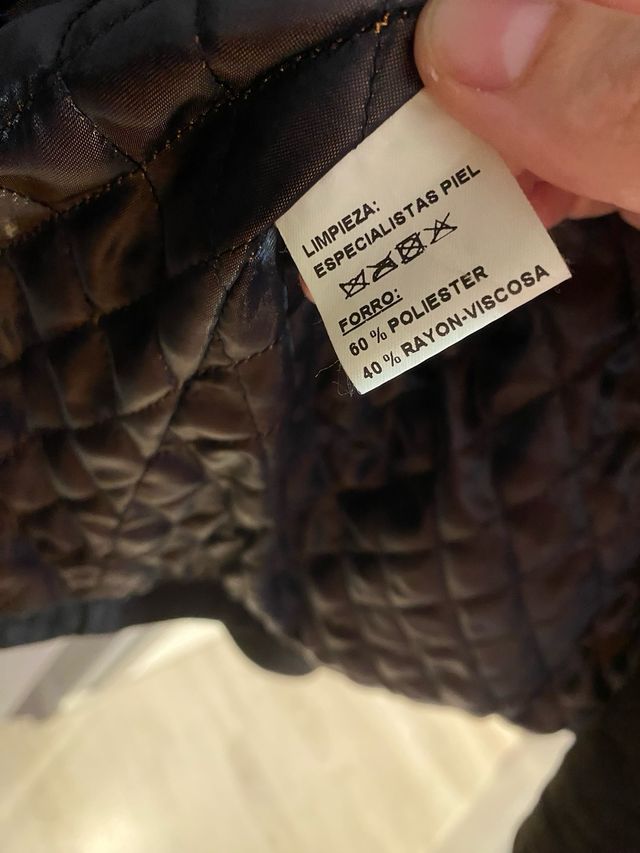 LIMPIEZA:
ESPECIALISTAS PIEL
FORRO:
60 % POLIESTER
40 % RAYON-VISCOSA